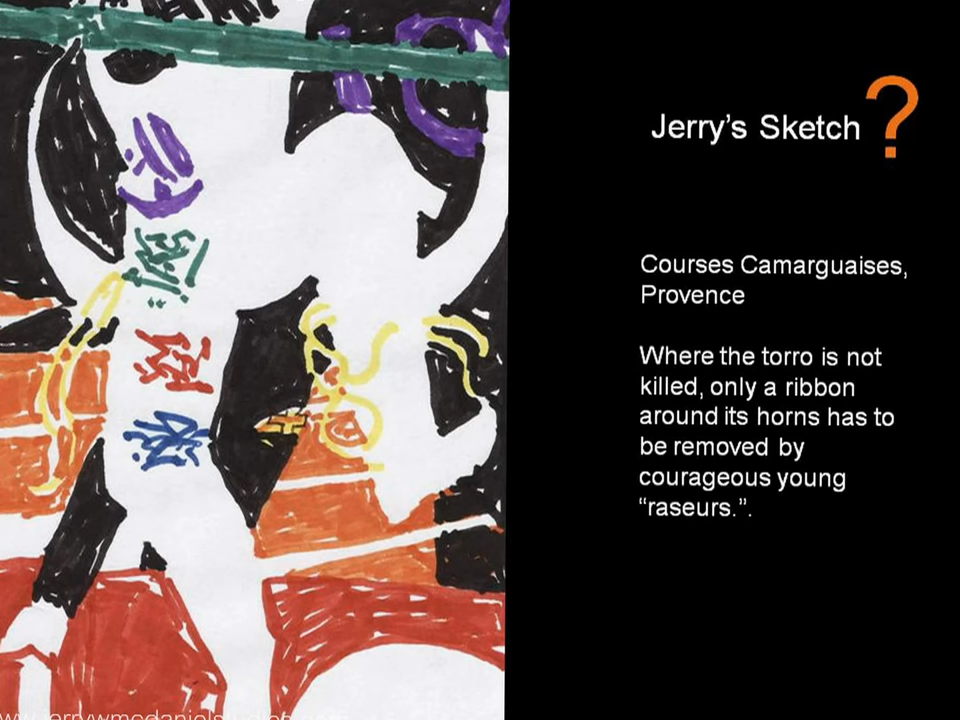 Jerry's Sketch?
Courses Camarguaises,
Provence
Where the torro is not
killed, only a ribbon
around its horns has to
be removed by
courageous young
“raseurs.”.